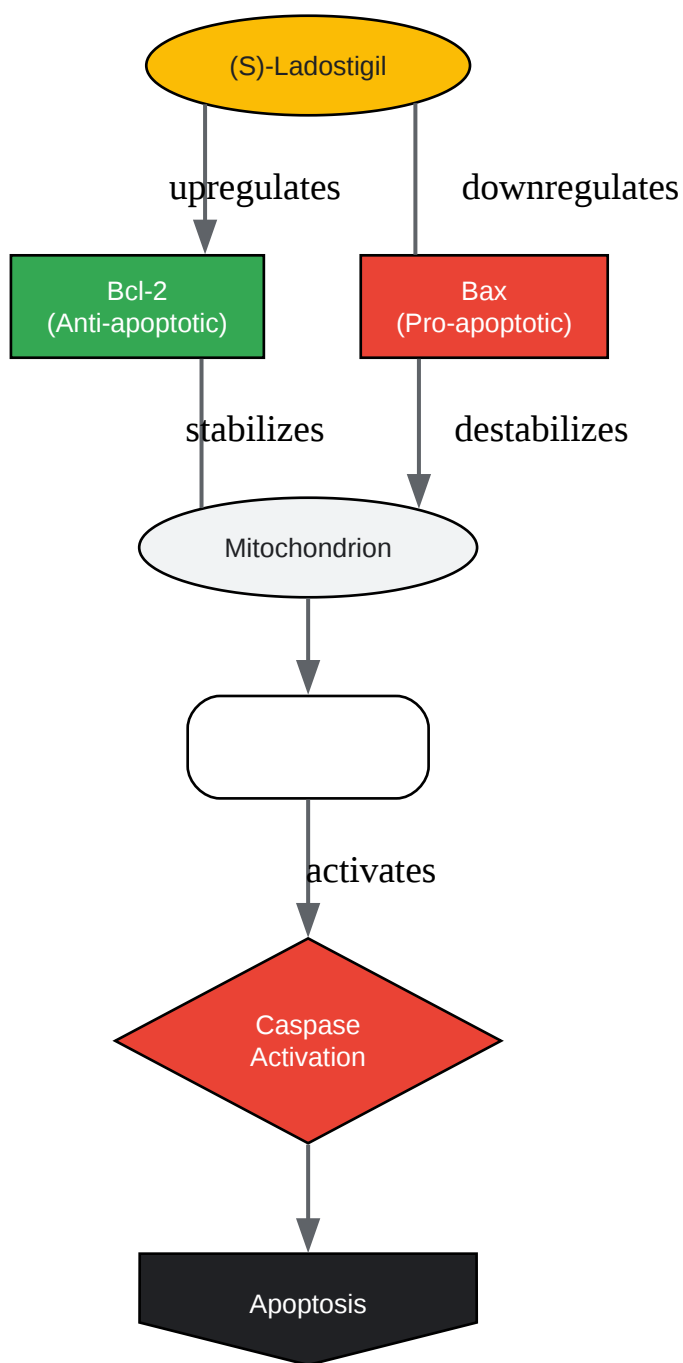 (S)-Ladostigil
upregulates
downregulates
Bcl-2
(Anti-apoptotic)
Bax
(Pro-apoptotic)
stabilizes
destabilizes
Mitochondrion
activates
Caspase
Activation
Apoptosis